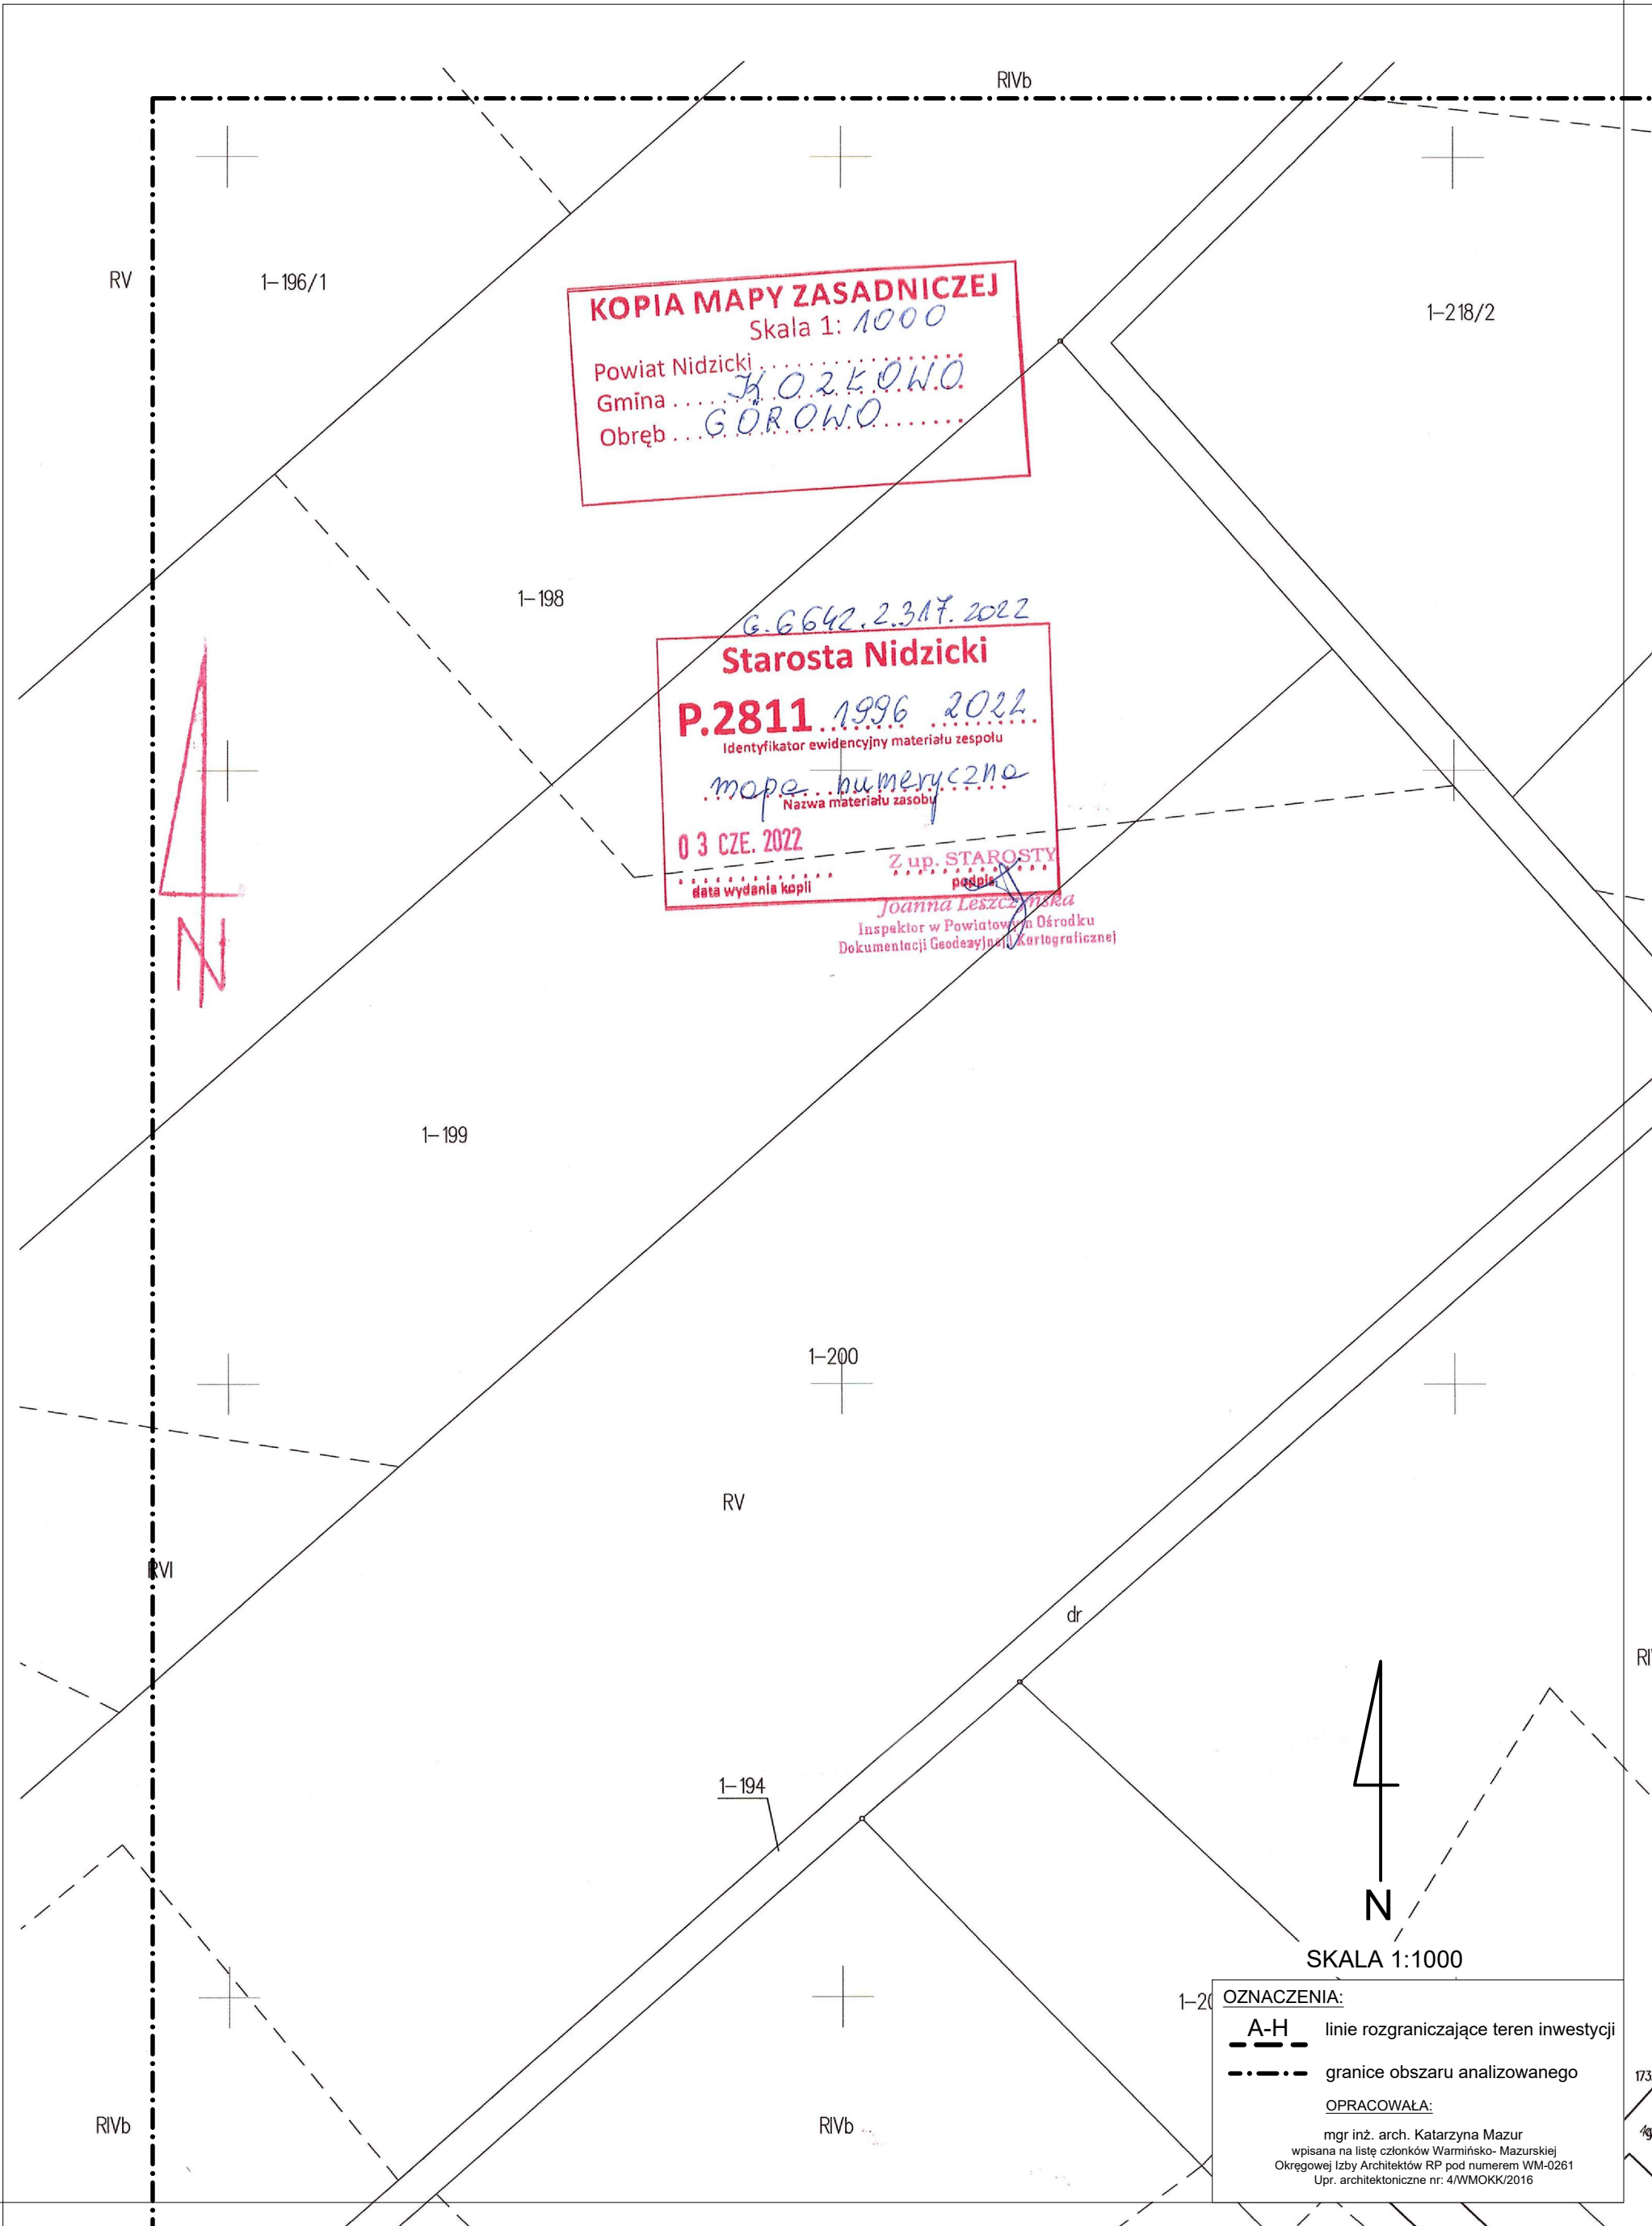 RIVb
RV
1-196/1
1-218/2
KOPIA MAPY ZASADNICZEJ
Skala 1: 1000
Powiat Nidzicki
Gmina KOZŁOWO
Obręb GÓROWO
1-198
G.6642.2.317.2022
Starosta Nidzicki
P.2811 1996 2022
Identyfikator ewidencyjny materiału zespołu
mapa numeryczna
Nazwa materiału zasobu
0 3 CZE. 2022
data wydania kopii
Z up. STAROSTY
podpis
Joanna Leszczyńska
Inspektor w Powiatowym Ośrodku
Dokumentacji Geodezyjnej i Kartograficznej
N
1-199
1-200
RV
RVI
dr
1-194
N
SKALA 1:1000
OZNACZENIA:
A-H linie rozgraniczające teren inwestycji
granice obszaru analizowanego
OPRACOWAŁA:
mgr inż. arch. Katarzyna Mazur
wpisana na listę członków Warmińsko- Mazurskiej
Okręgowej Izby Architektów RP pod numerem WM-0261
Upr. architektoniczne nr: 4/WMOKK/2016
RIVb
RIVb
173